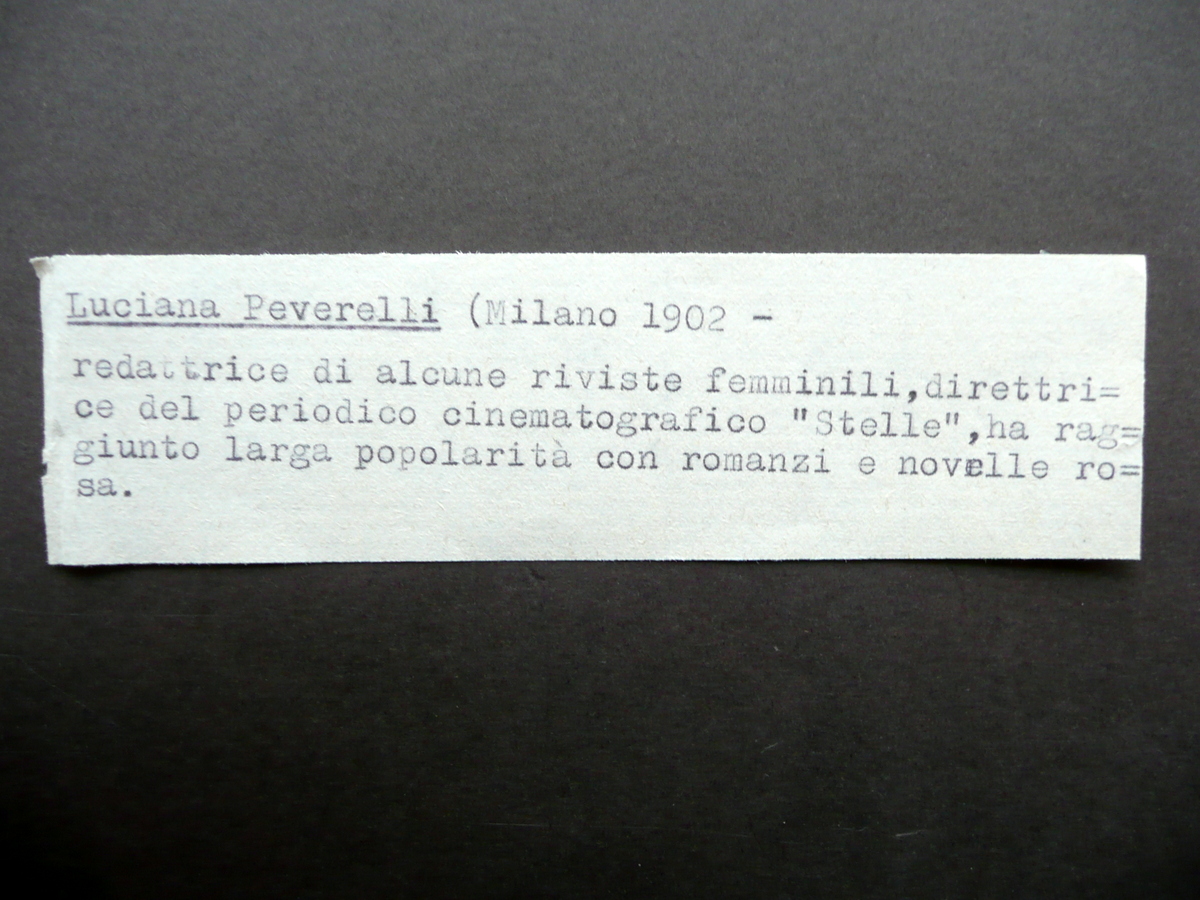 Luciana Peverelli (Milano 1902 -
redattrice di alcune riviste femminili,direttri=
ce del periodico cinematografico "Stelle",ha rag=
giunto larga popolarità con romanzi e novelle ro=
sa.